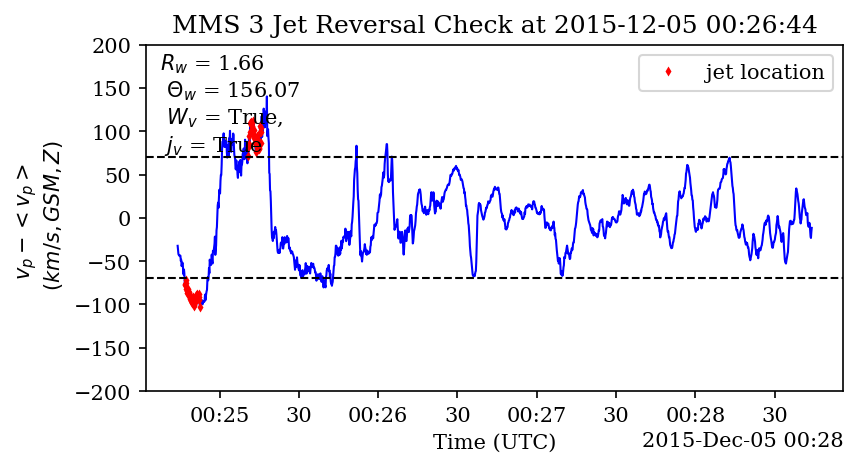 MMS 3 Jet Reversal Check at 2015-12-05 00:26:44
200
150
100
50
0
−50
−100
−150
−200
v_p − < v_p >
(km/s, GSM, Z)
R_w = 1.66
Θ_w = 156.07
W_v = True,
j_v = True
jet location
00:25 30 00:26 30 00:27 30 00:28 30
Time (UTC)
2015-Dec-05 00:28